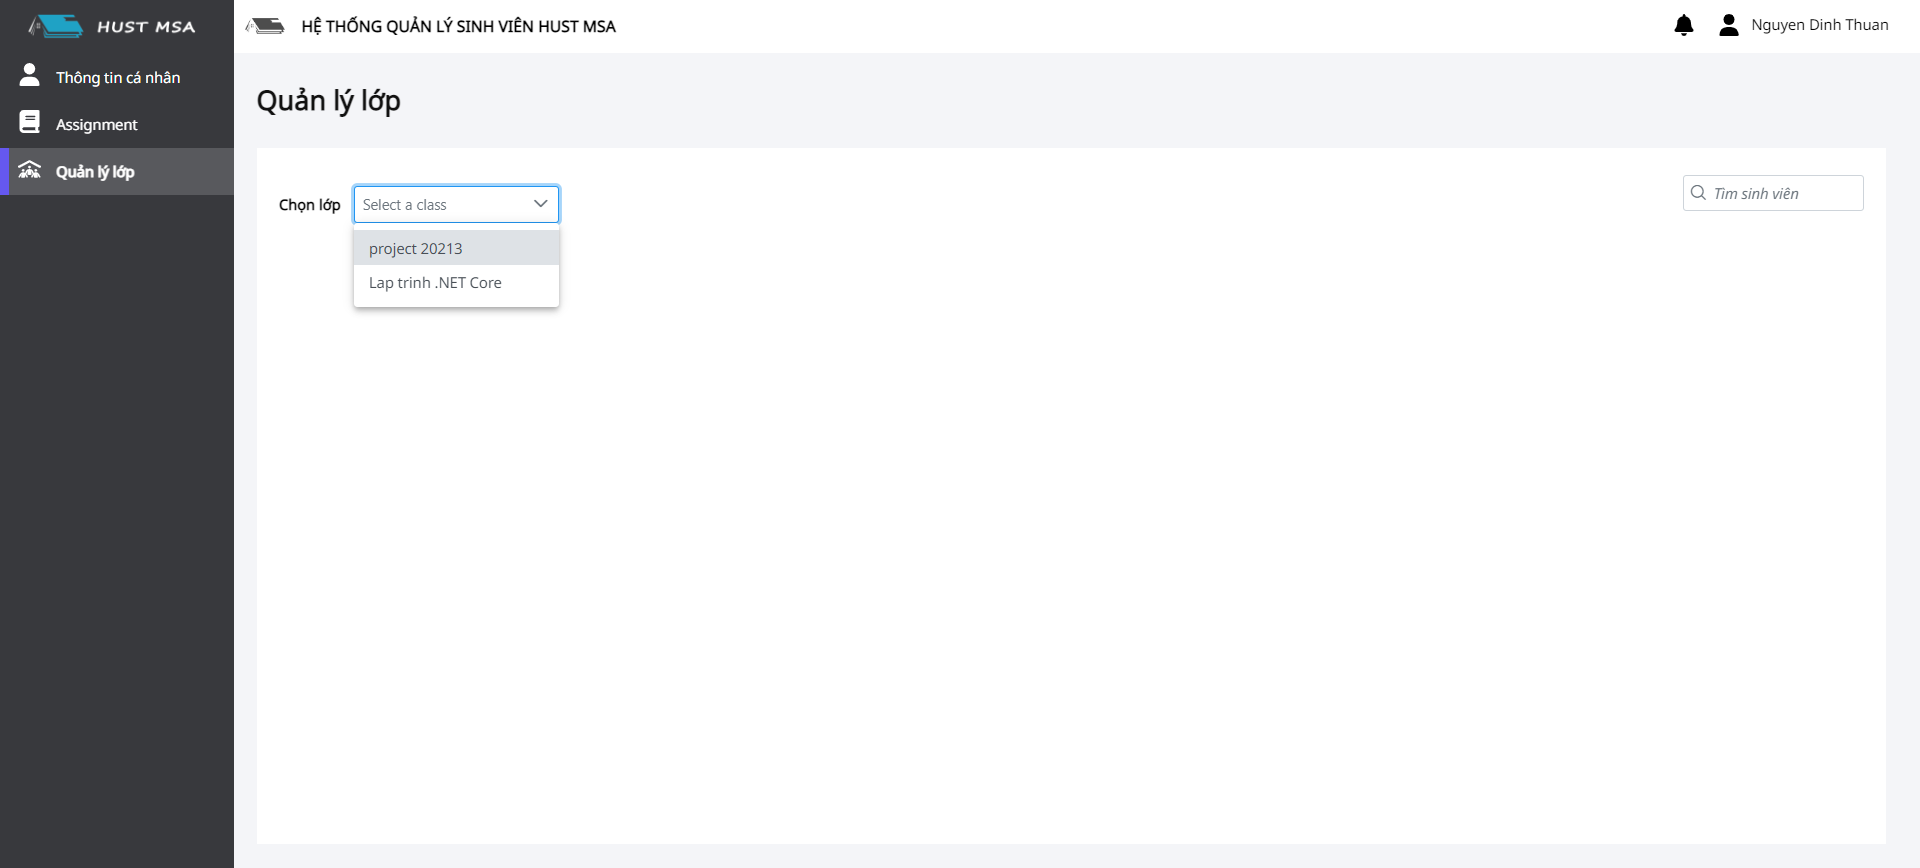 HUST MSA
Thông tin cá nhân
Assignment
Quản lý lớp
HỆ THỐNG QUẢN LÝ SINH VIÊN HUST MSA
Nguyen Dinh Thuan
Quản lý lớp
Chọn lớp
Select a class
project 20213
Lap trinh .NET Core
Tìm sinh viên